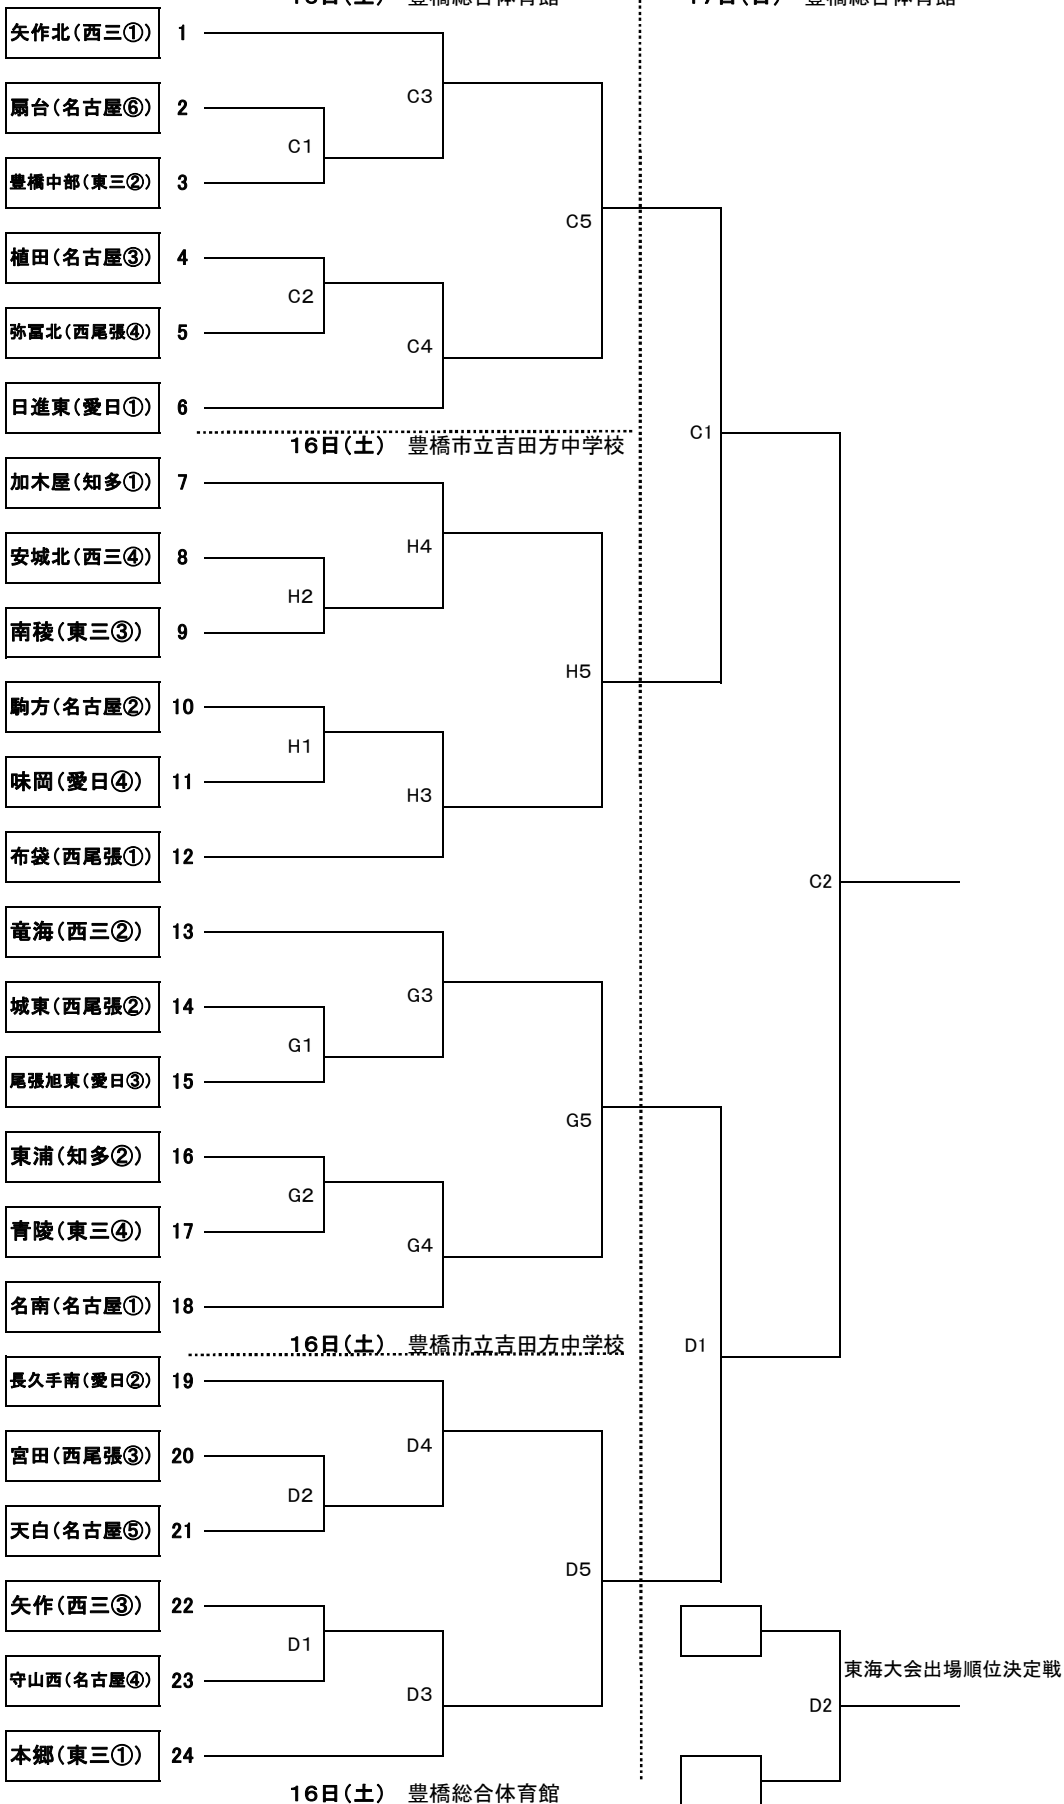 16日(土) 豊橋総合体育館 17日(日) 豊橋総合体育館
矢作北(西三①) 1
C3
扇台(名古屋⑥) 2
C1
豊橋中部(東三②) 3
C5
植田(名古屋③) 4
C2
弥冨北(西尾張④) 5
C4
日進東(愛日①) 6
C1
16日(土) 豊橋市立吉田方中学校
加木屋(知多①) 7
H4
安城北(西三④) 8
H2
南稜(東三③) 9
H5
駒方(名古屋②) 10
H1
味岡(愛日④) 11
H3
布袋(西尾張①) 12
C2
竜海(西三②) 13
G3
城東(西尾張②) 14
G1
尾張旭東(愛日③) 15
G5
東浦(知多②) 16
G2
青陵(東三④) 17
G4
名南(名古屋①) 18
16日(土) 豊橋市立吉田方中学校
D1
長久手南(愛日②) 19
D4
宮田(西尾張③) 20
D2
天白(名古屋⑤) 21
D5
矢作(西三③) 22
D1
東海大会出場順位決定戦
守山西(名古屋④) 23
D3
D2
本郷(東三①) 24
16日(土) 豊橋総合体育館